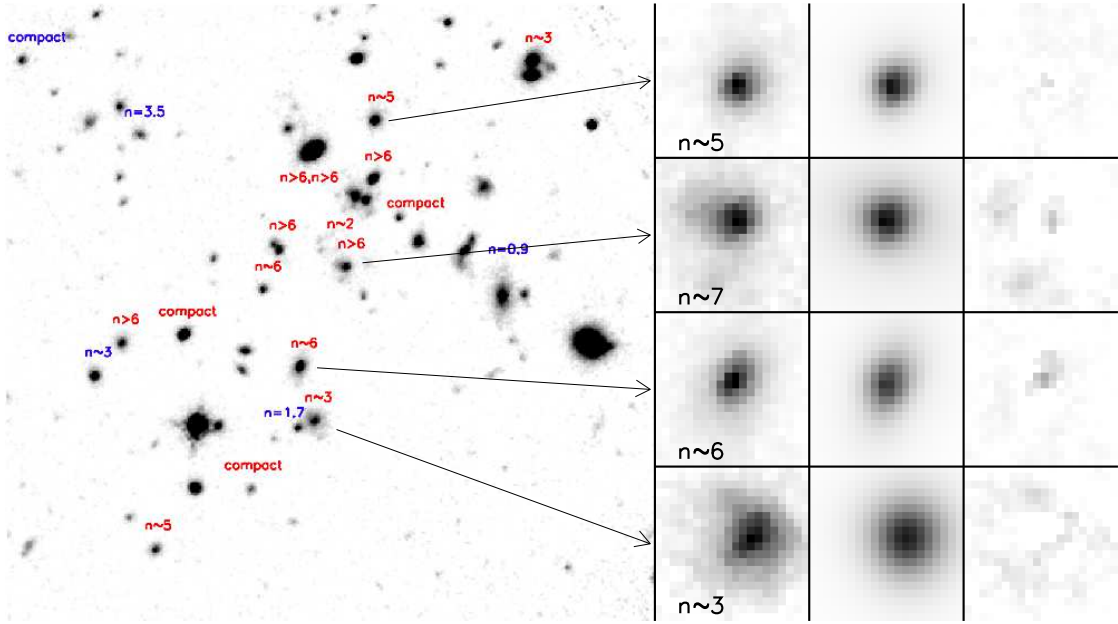 compact
n~3
n~5
n=3.5
n~5
n>6
n>6,n>6
compact
n~2
n>6
n>6
n=0.9
n~6
n~7
compact
n>6
n~3
n~6
n~3
n=1.7
n~6
compact
n~5
n~3